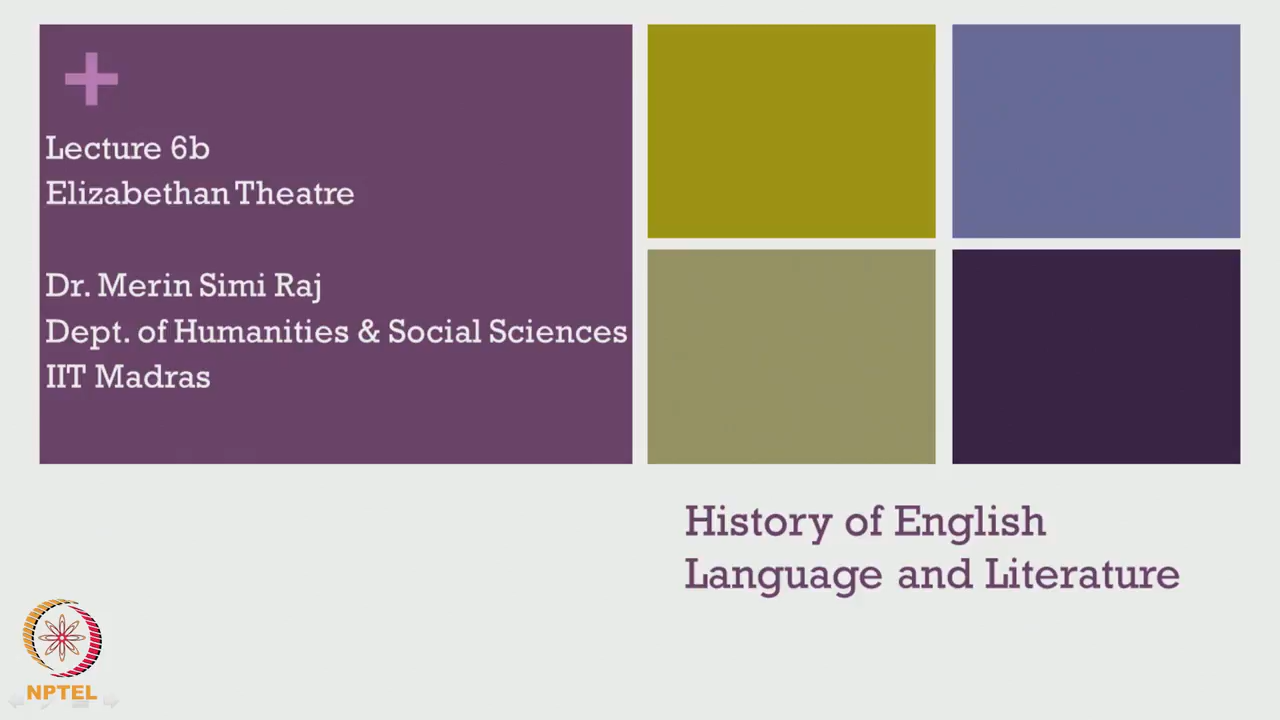 +
Lecture 6b
Elizabethan Theatre
Dr. Merin Simi Raj
Dept. of Humanities & Social Sciences
IIT Madras
History of English
Language and Literature
NPTEL